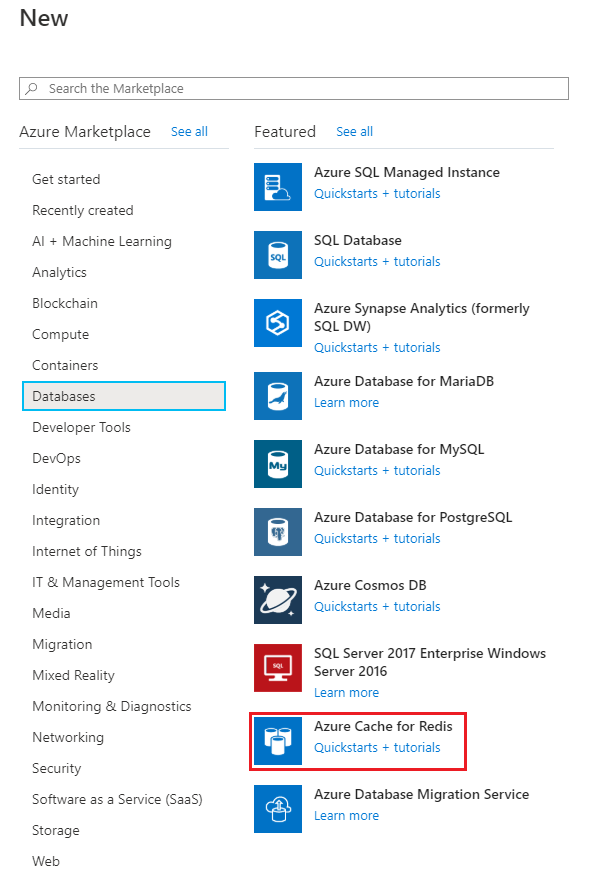 New
Search the Marketplace
Azure Marketplace See all
Get started
Recently created
AI + Machine Learning
Analytics
Blockchain
Compute
Containers
Databases
Developer Tools
DevOps
Identity
Integration
Internet of Things
IT & Management Tools
Media
Migration
Mixed Reality
Monitoring & Diagnostics
Networking
Security
Software as a Service (SaaS)
Storage
Web
Featured See all
Azure SQL Managed Instance
Quickstarts + tutorials
SQL
SQL Database
Quickstarts + tutorials
Azure Synapse Analytics (formerly
SQL DW)
Quickstarts + tutorials
Azure Database for MariaDB
Learn more
My
Azure Database for MySQL
Quickstarts + tutorials
Azure Database for PostgreSQL
Quickstarts + tutorials
Azure Cosmos DB
Quickstarts + tutorials
SQL
SQL Server 2017 Enterprise Windows
Server 2016
Learn more
Azure Cache for Redis
Quickstarts + tutorials
Azure Database Migration Service
Learn more